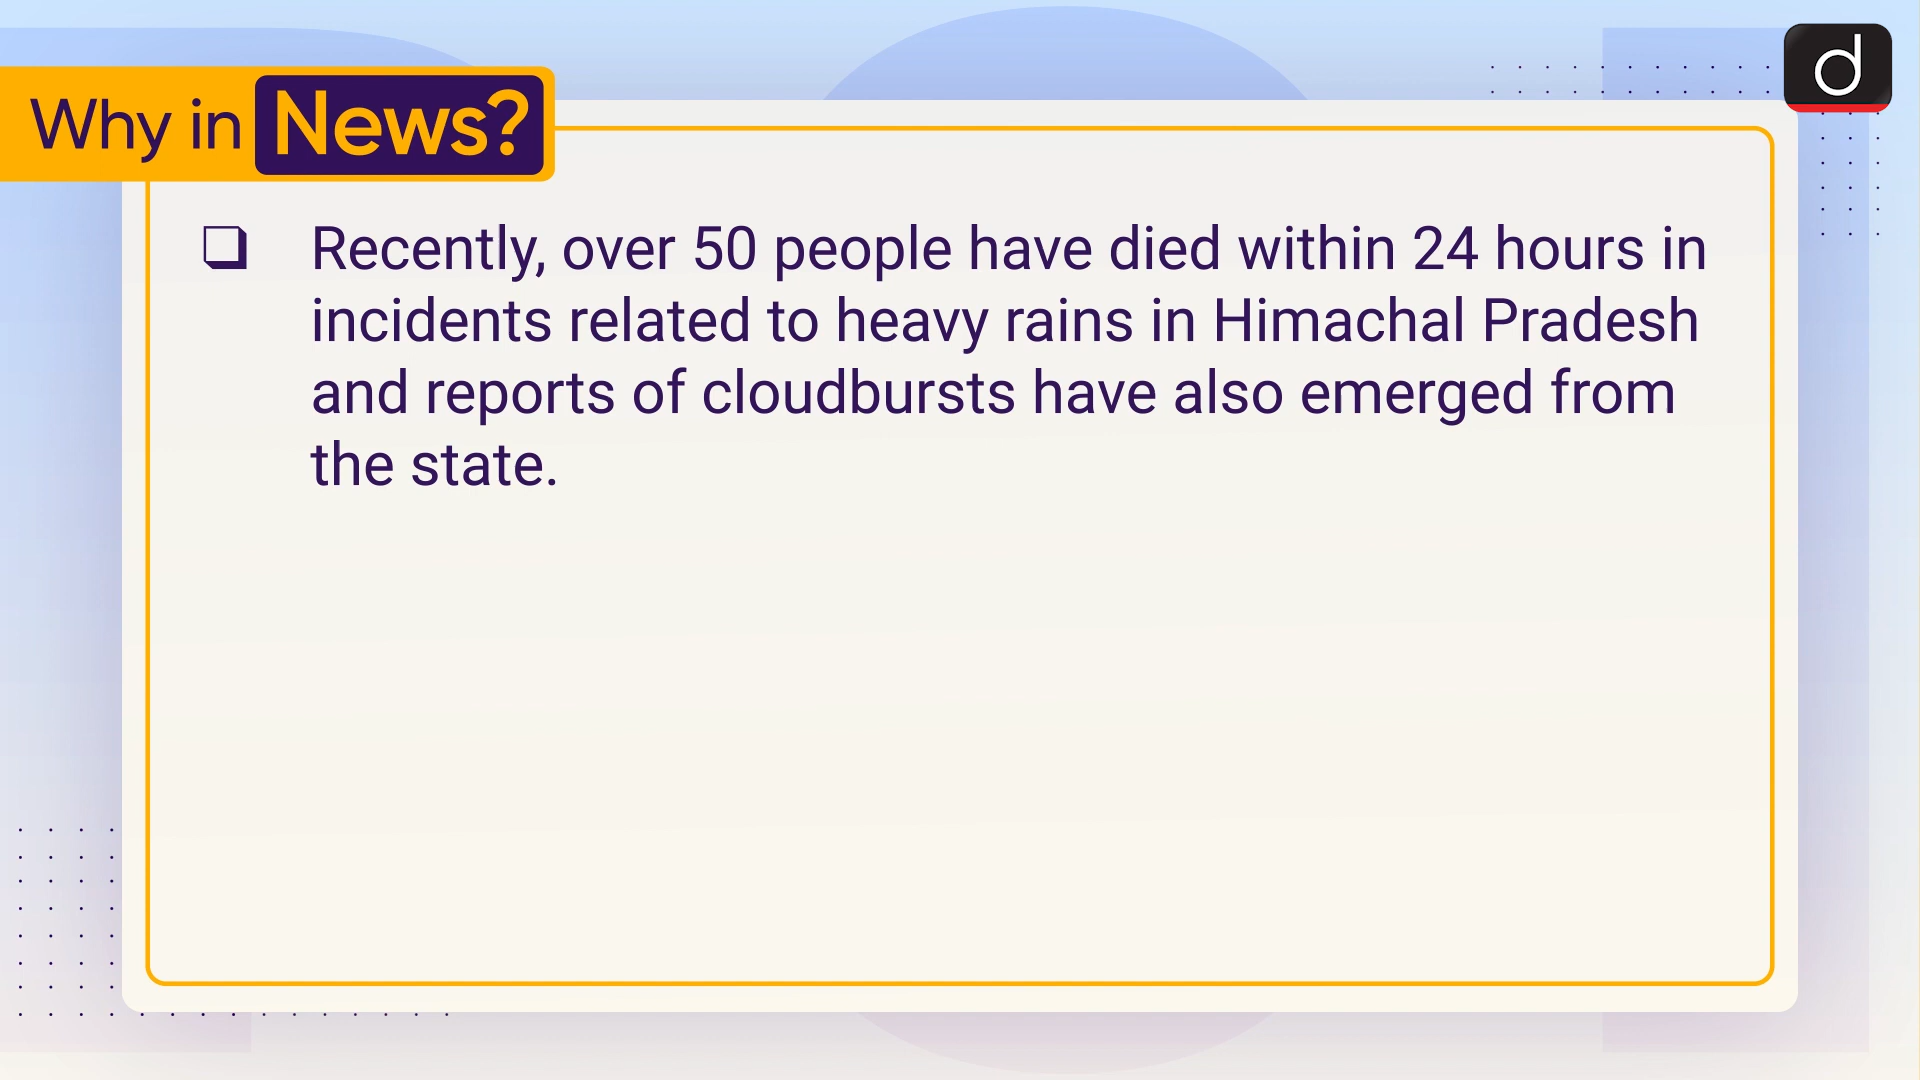 Why in News?
❑ Recently, over 50 people have died within 24 hours in
incidents related to heavy rains in Himachal Pradesh
and reports of cloudbursts have also emerged from
the state.
d